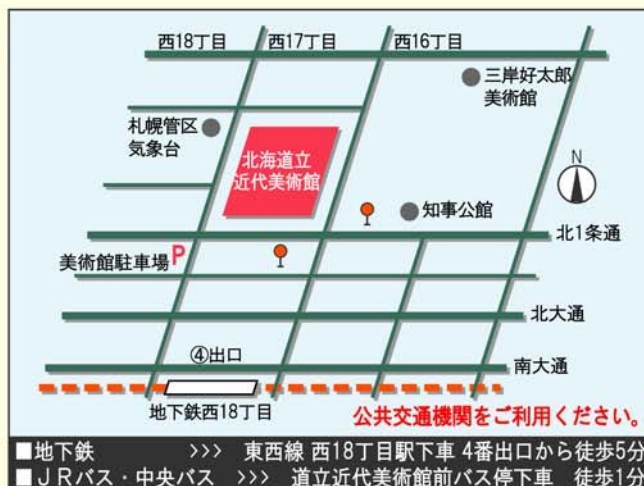 西18丁目
西17丁目
西16丁目
三岸好太郎
美術館
札幌管区
気象台
北海道立
近代美術館
N
知事公館
北1条通
美術館駐車場P
北大通
④出口
南大通
地下鉄西18丁目
公共交通機関をご利用ください。
■地下鉄 >>> 東西線 西18丁目駅下車 4番出口から徒歩5分
■JRバス・中央バス >>> 道立近代美術館前バス停下車 徒歩1分